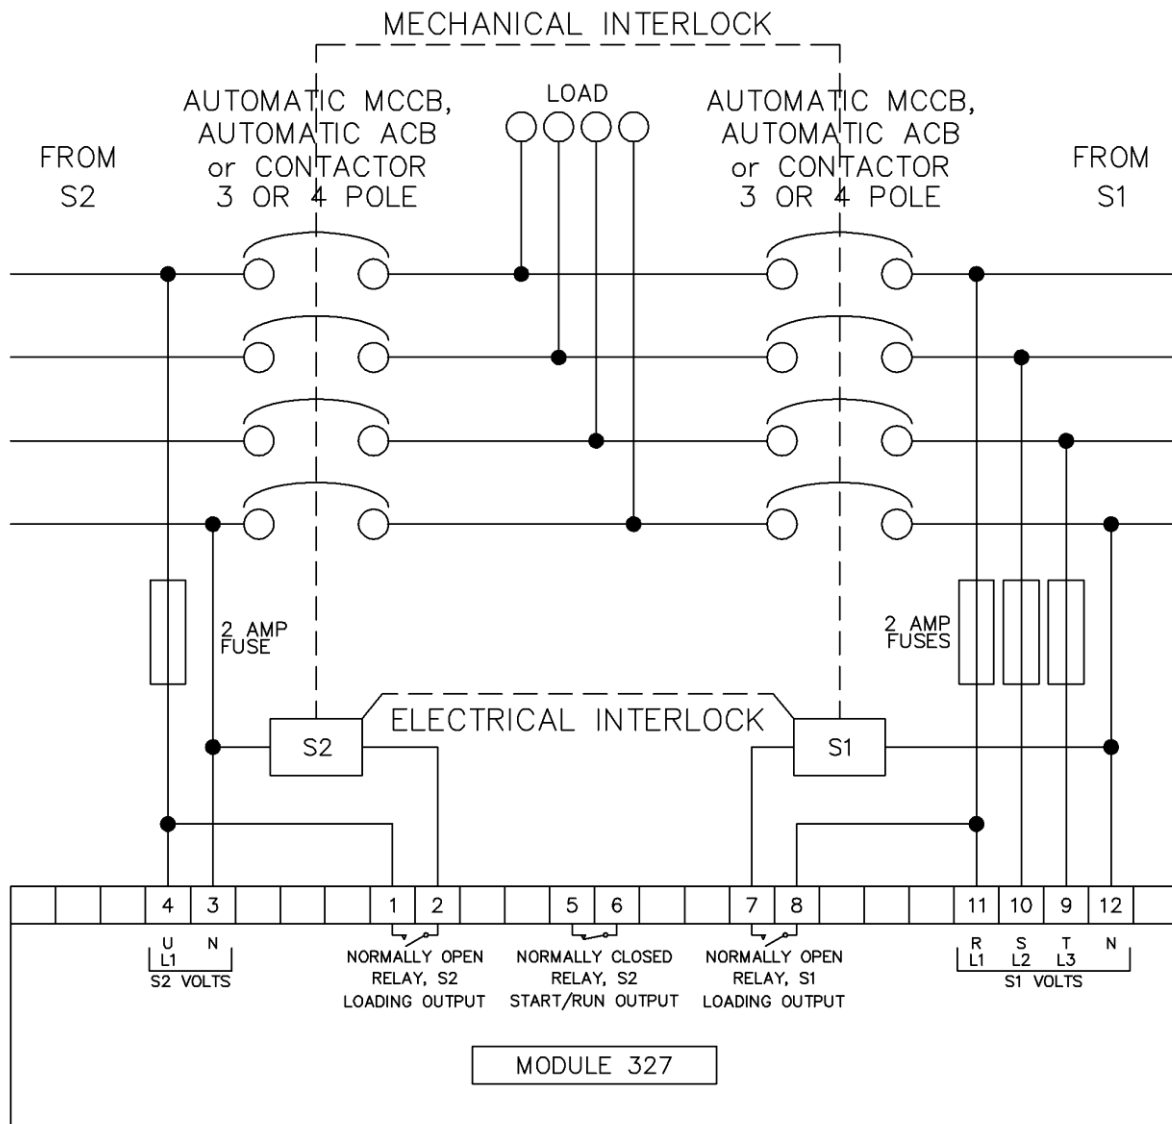 MECHANICAL INTERLOCK
FROM
S2
AUTOMATIC MCCB,
AUTOMATIC ACB
or CONTACTOR
3 OR 4 POLE
LOAD
AUTOMATIC MCCB,
AUTOMATIC ACB
or CONTACTOR
3 OR 4 POLE
FROM
S1
2 AMP
FUSE
2 AMP
FUSES
ELECTRICAL INTERLOCK
S2
S1
4 3 1 2 5 6 7 8 11 10 9 12
U N
L1
S2 VOLTS
NORMALLY OPEN
RELAY, S2
LOADING OUTPUT
NORMALLY CLOSED
RELAY, S2
START/RUN OUTPUT
NORMALLY OPEN
RELAY, S1
LOADING OUTPUT
R S T N
L1 L2 L3
S1 VOLTS
MODULE 327